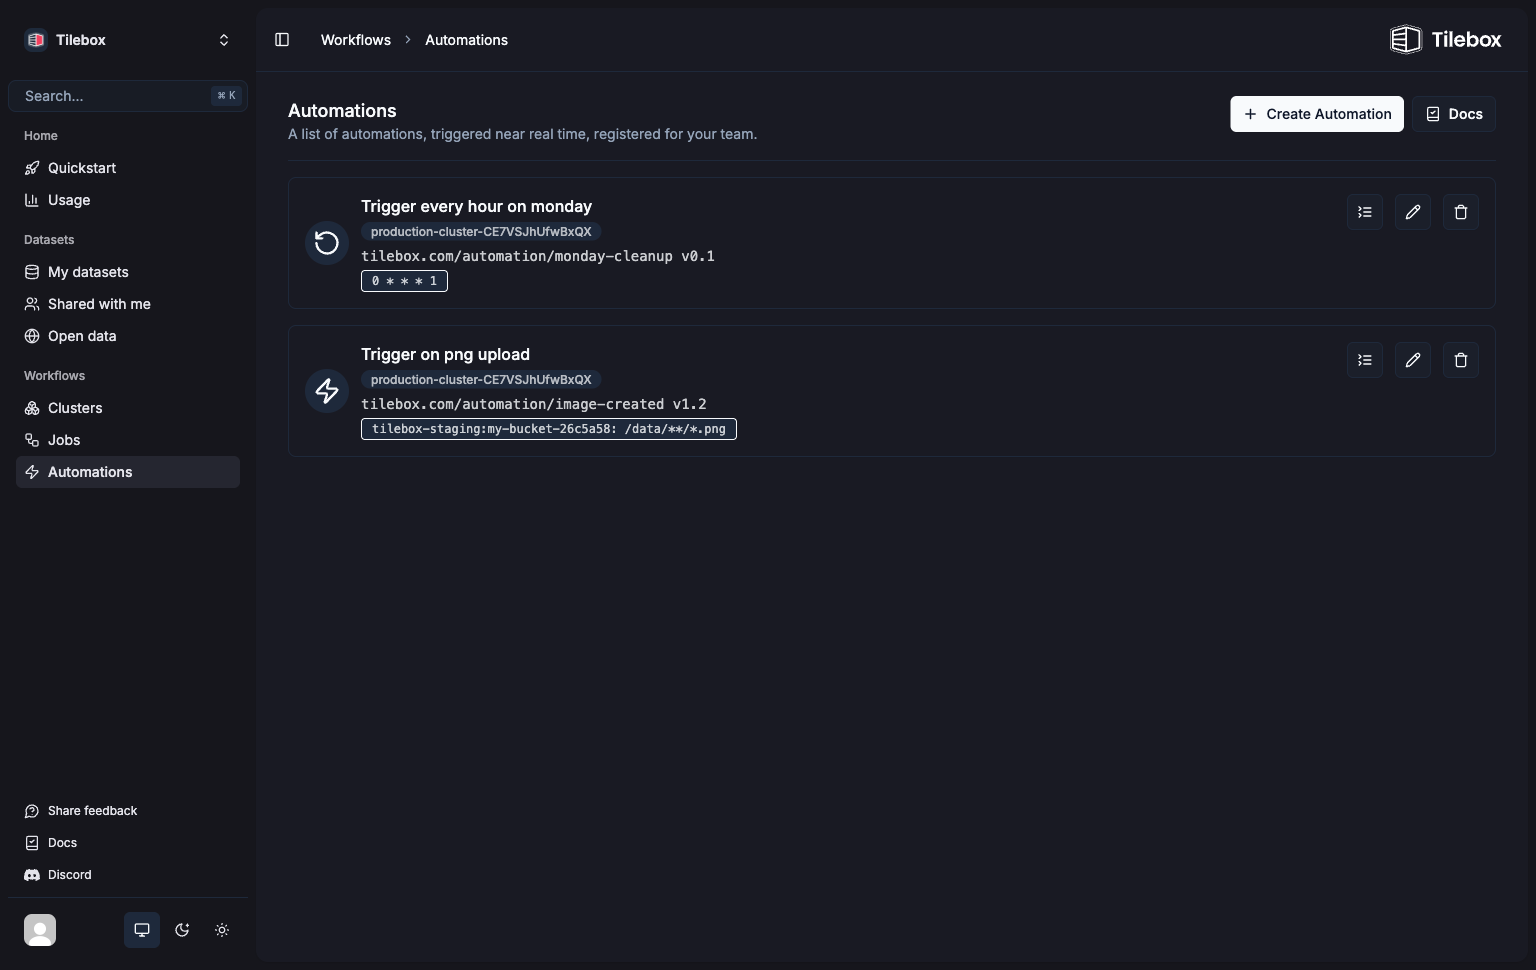 Tilebox
Search...
⌘ K
Home
Quickstart
Usage
Datasets
My datasets
Shared with me
Open data
Workflows
Clusters
Jobs
Automations
Share feedback
Docs
Discord
Workflows > Automations
Tilebox
Automations
A list of automations, triggered near real time, registered for your team.
+ Create Automation
Docs
Trigger every hour on monday
production-cluster-CE7VSJhUfwBxQX
tilebox.com/automation/monday-cleanup v0.1
0 * * * 1
Trigger on png upload
production-cluster-CE7VSJhUfwBxQX
tilebox.com/automation/image-created v1.2
tilebox-staging:my-bucket-26c5a58: /data/**/*.png